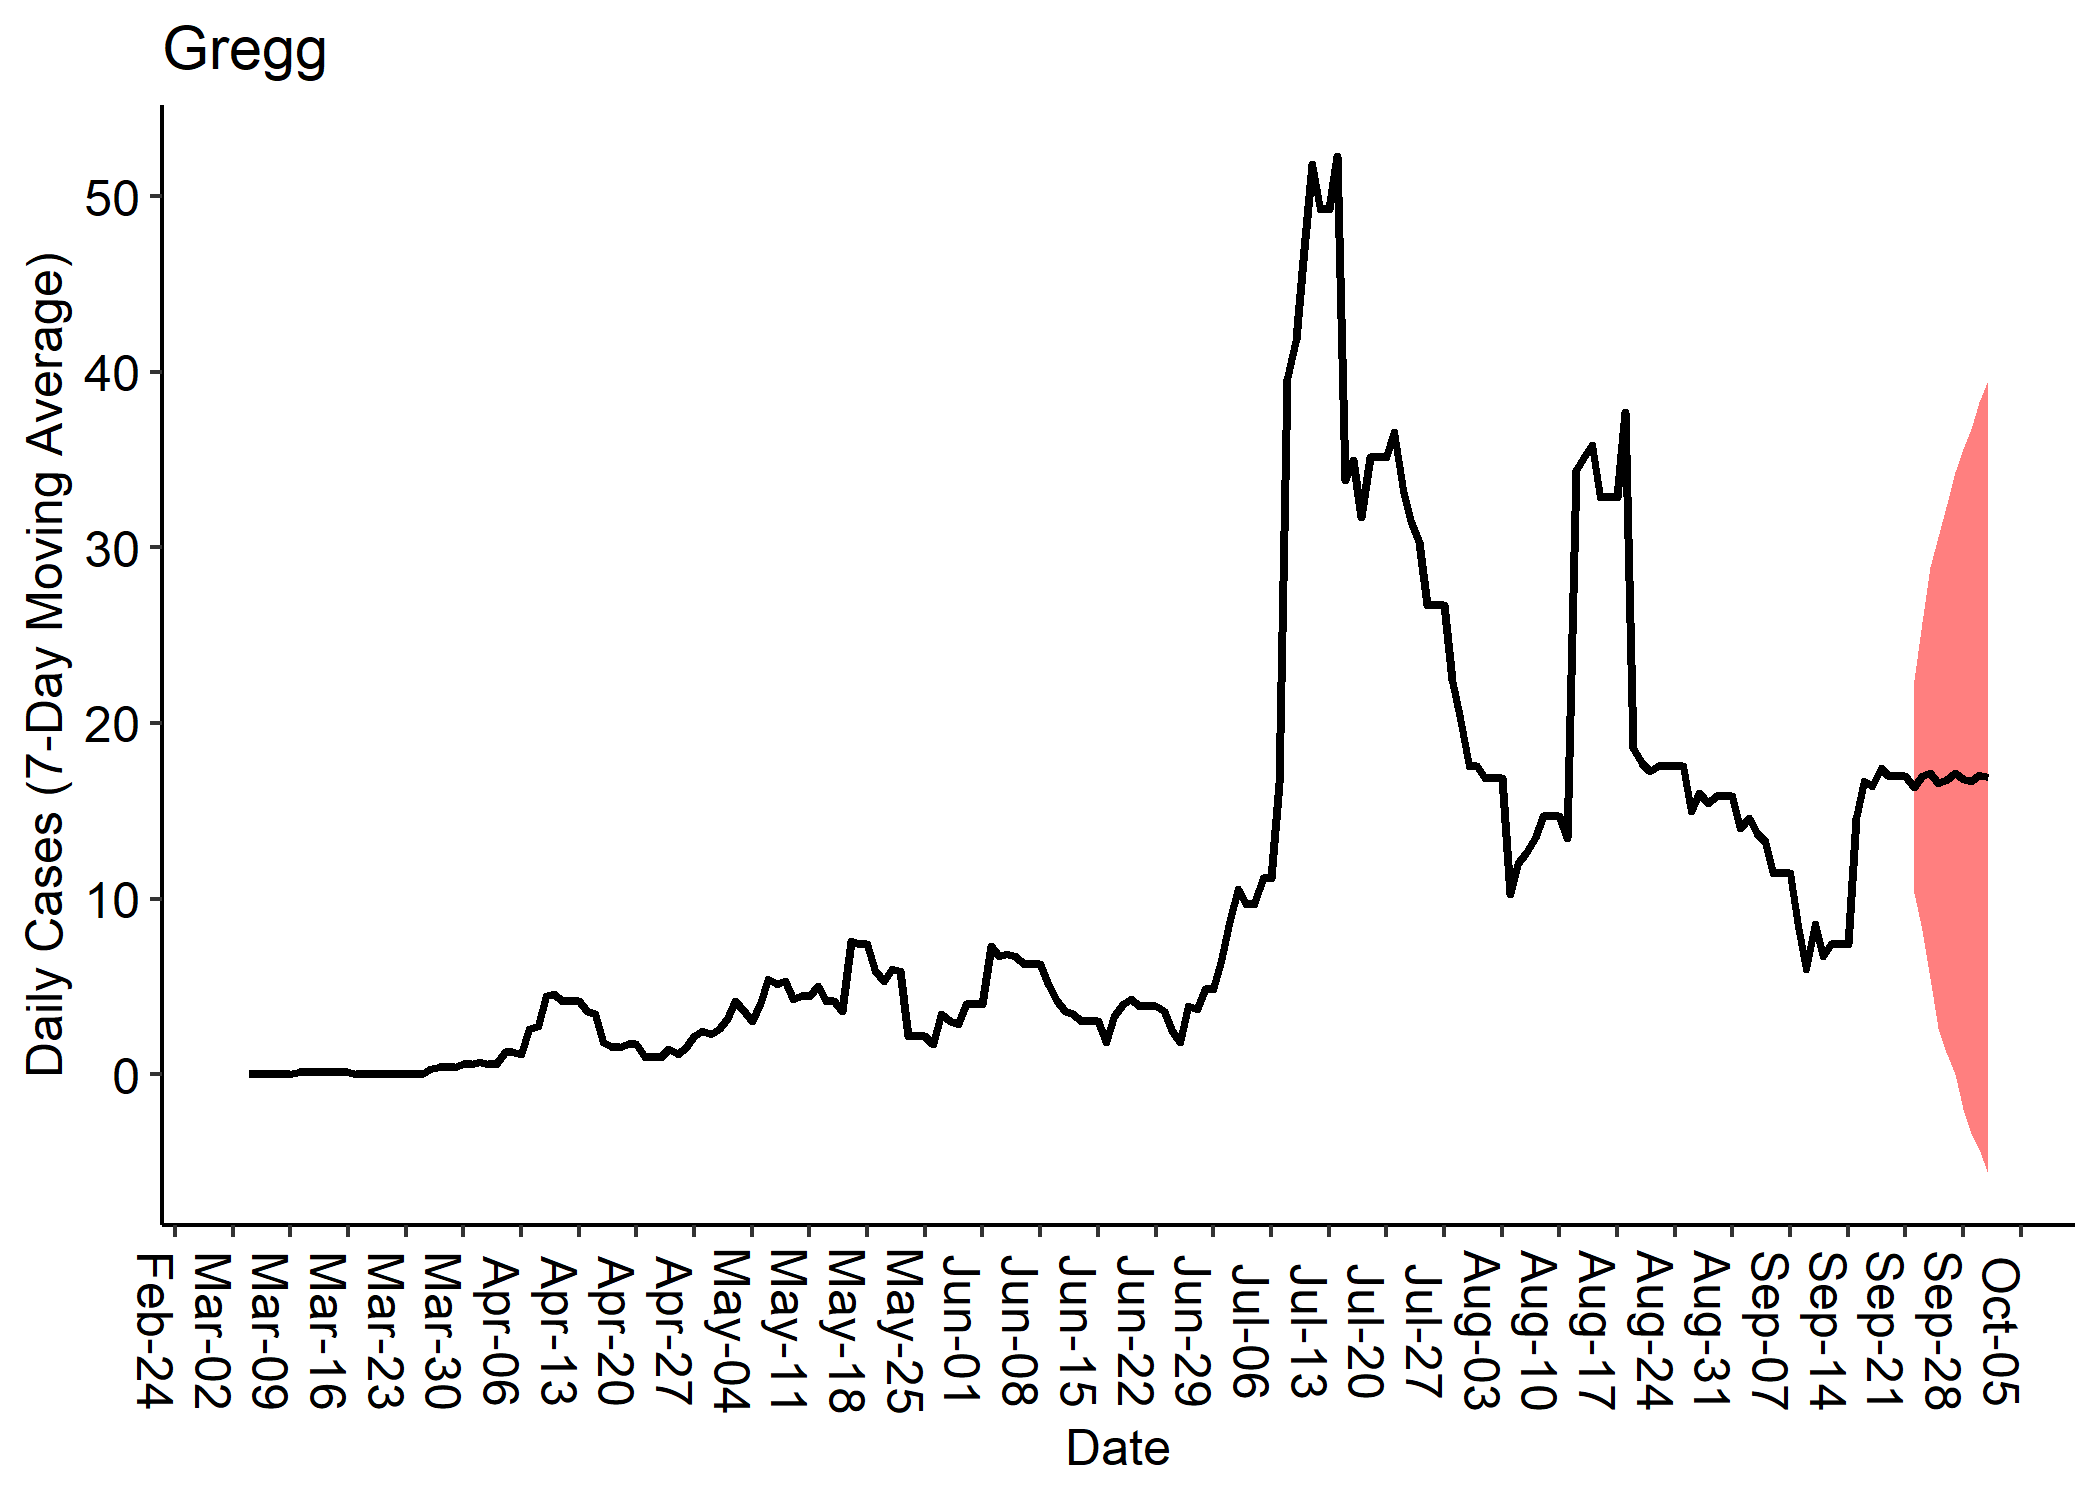 Gregg
Daily Cases (7-Day Moving Average)
50
40
30
20
10
0
Feb-24
Mar-02
Mar-09
Mar-16
Mar-23
Mar-30
Apr-06
Apr-13
Apr-20
Apr-27
May-04
May-11
May-18
May-25
Jun-01
Jun-08
Jun-15
Jun-22
Jun-29
Jul-06
Jul-13
Jul-20
Jul-27
Aug-03
Aug-10
Aug-17
Aug-24
Aug-31
Sep-07
Sep-14
Sep-21
Sep-28
Oct-05
Date